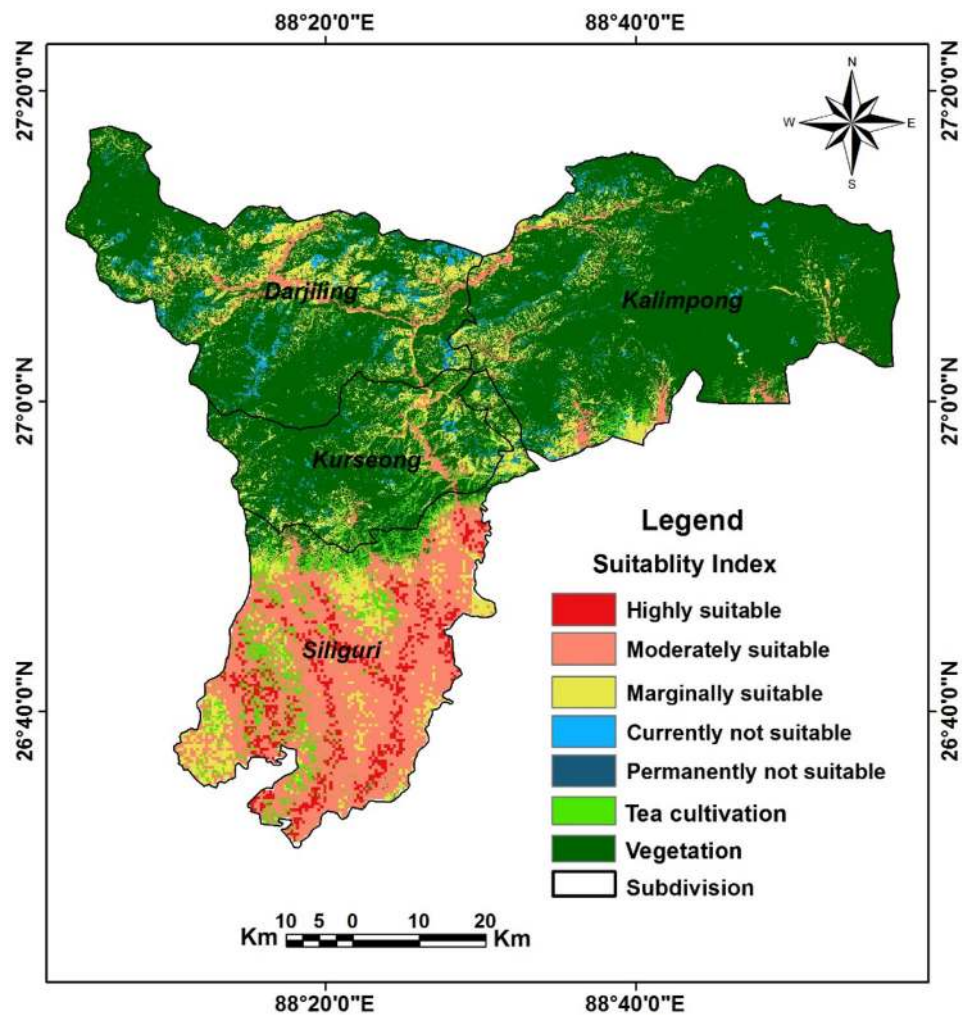 88°20'0"E 88°40'0"E
27°20'0"N 27°20'0"N
N
W E
S
Darjiling
Kalimpong
27°0'0"N 27°0'0"N
Kurseong
Legend
Suitablity Index
Highly suitable
Siliguri
Moderately suitable
Marginally suitable
26°40'0"N 26°40'0"N
Currently not suitable
Permanently not suitable
Tea cultivation
Vegetation
Subdivision
10 5 0 10 20
Km Km
88°20'0"E 88°40'0"E